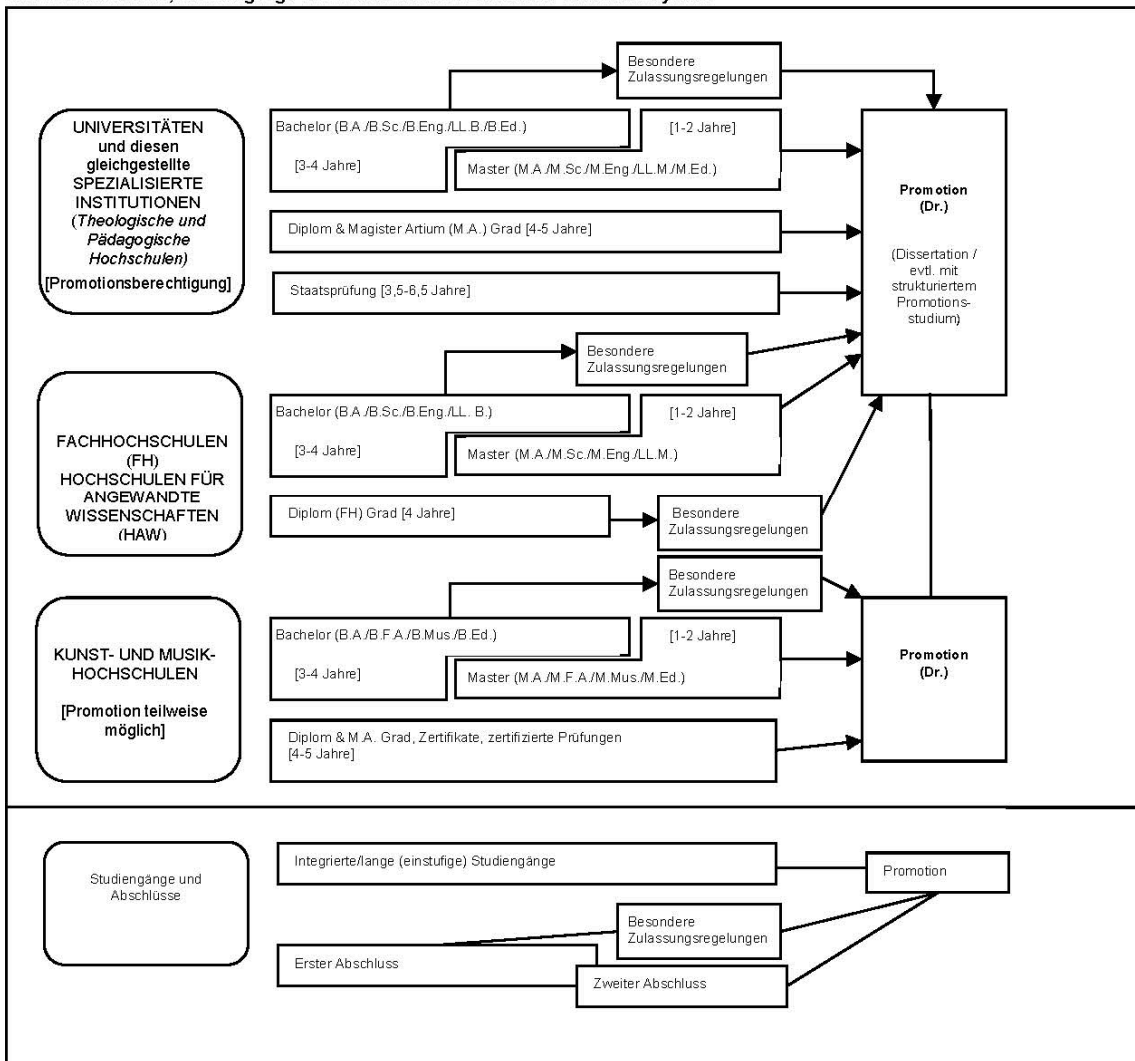 Besondere
Zulassungsregelungen
UNIVERSITÄTEN
und diesen
gleichgestellte
SPEZIALISIERTE
INSTITUTIONEN
(Theologische und
Pädagogische
Hochschulen)
[Promotionsberechtigung]
Bachelor (B.A./B.Sc./B.Eng./LL.B./B.Ed.)
[3-4 Jahre]
[1-2 Jahre]
Master (M.A./M.Sc./M.Eng./LL.M./M.Ed.)
Diplom & Magister Artium (M.A.) Grad [4-5 Jahre]
Staatsprüfung [3,5-6,5 Jahre]
Promotion
(Dr.)
(Dissertation /
evtl. mit
strukturiertem
Promotions-
studium)
Besondere
Zulassungsregelungen
FACHHOCHSCHULEN
(FH)
HOCHSCHULEN FÜR
ANGEWANDTE
WISSENSCHAFTEN
(HAW)
Bachelor (B.A./B.Sc./B.Eng./LL. B.)
[3-4 Jahre]
[1-2 Jahre]
Master (M.A./M.Sc./M.Eng./LL.M.)
Diplom (FH) Grad [4 Jahre]
Besondere
Zulassungsregelungen
Besondere
Zulassungsregelungen
KUNST- UND MUSIK-
HOCHSCHULEN
[Promotion teilweise
möglich]
Bachelor (B.A./B.F.A./B.Mus./B.Ed.)
[3-4 Jahre]
[1-2 Jahre]
Master (M.A./M.F.A./M.Mus./M.Ed.)
Diplom & M.A. Grad, Zertifikate, zertifizierte Prüfungen
[4-5 Jahre]
Promotion
(Dr.)
Studiengänge und
Abschlüsse
Integrierte/lange (einstufige) Studiengänge
Promotion
Besondere
Zulassungsregelungen
Erster Abschluss
Zweiter Abschluss